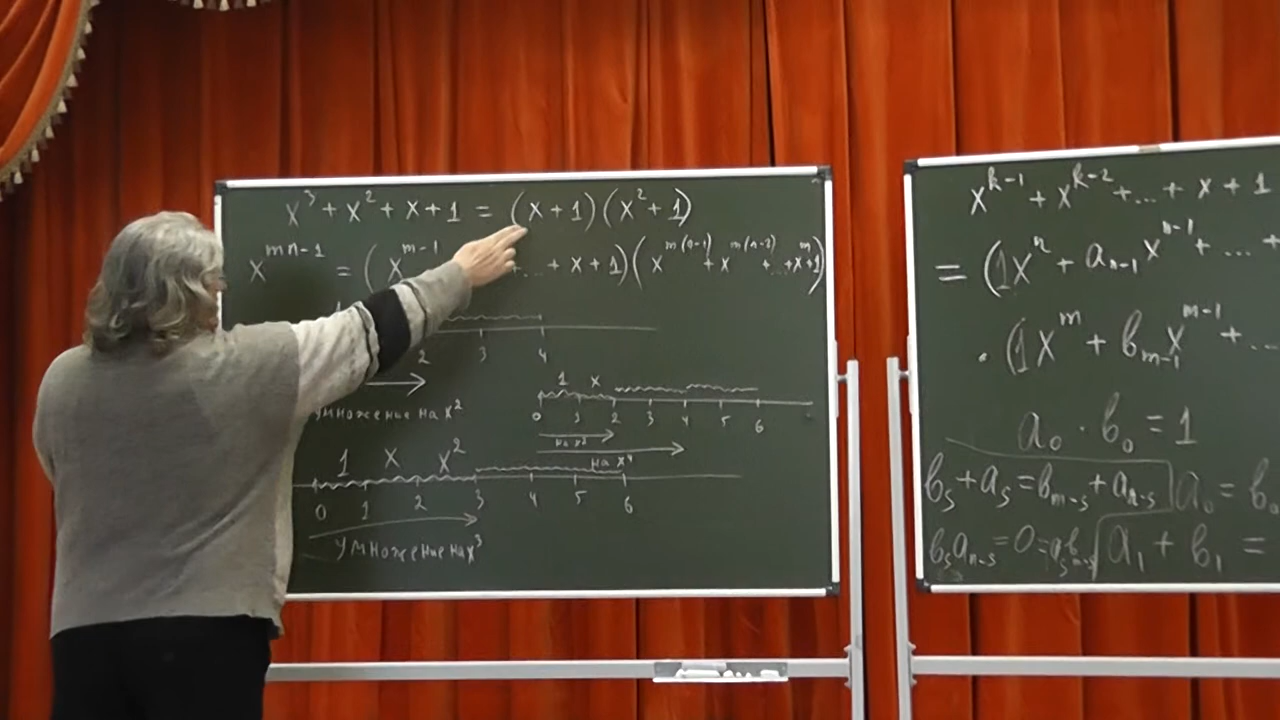 x³ + x² + x + 1 = (x + 1)(x² + 1)
x^{mn-1} = (x^{m-1} +...+ x + 1)(x^{m(n-1)} + x^{m(n-2)} +...+ x^m + 1)
2 3 4
умножение на x²
1 x
0 1 2 3 4 5 6
на x²
на x⁴
1 x x²
0 1 2 3 4 5 6
умножение на x³
x^{k-1} + x^{k-2} +...+ x + 1
= (1x^n + a_{n-1}x^{n-1} +...+
· (1x^m + b_{m-1}x^{m-1} +...
a₀ · b₀ = 1
b_s + a_s = b_{m-s} + a_{n-s} a₀ = b₀
b_s a_{n-s} = 0 = a_s b_{m-s} a₁ + b₁ =